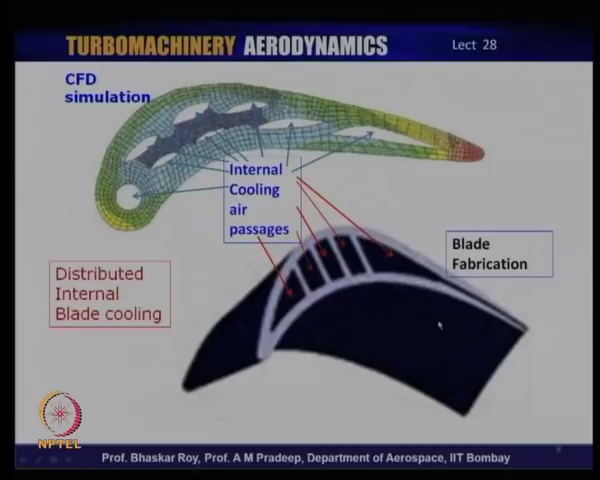 TURBOMACHINERY AERODYNAMICS
Lect 28
CFD
simulation
Internal
Cooling
air
passages
Blade
Fabrication
Distributed
Internal
Blade cooling
NPTEL
Prof. Bhaskar Roy, Prof. A M Pradeep, Department of Aerospace, IIT Bombay